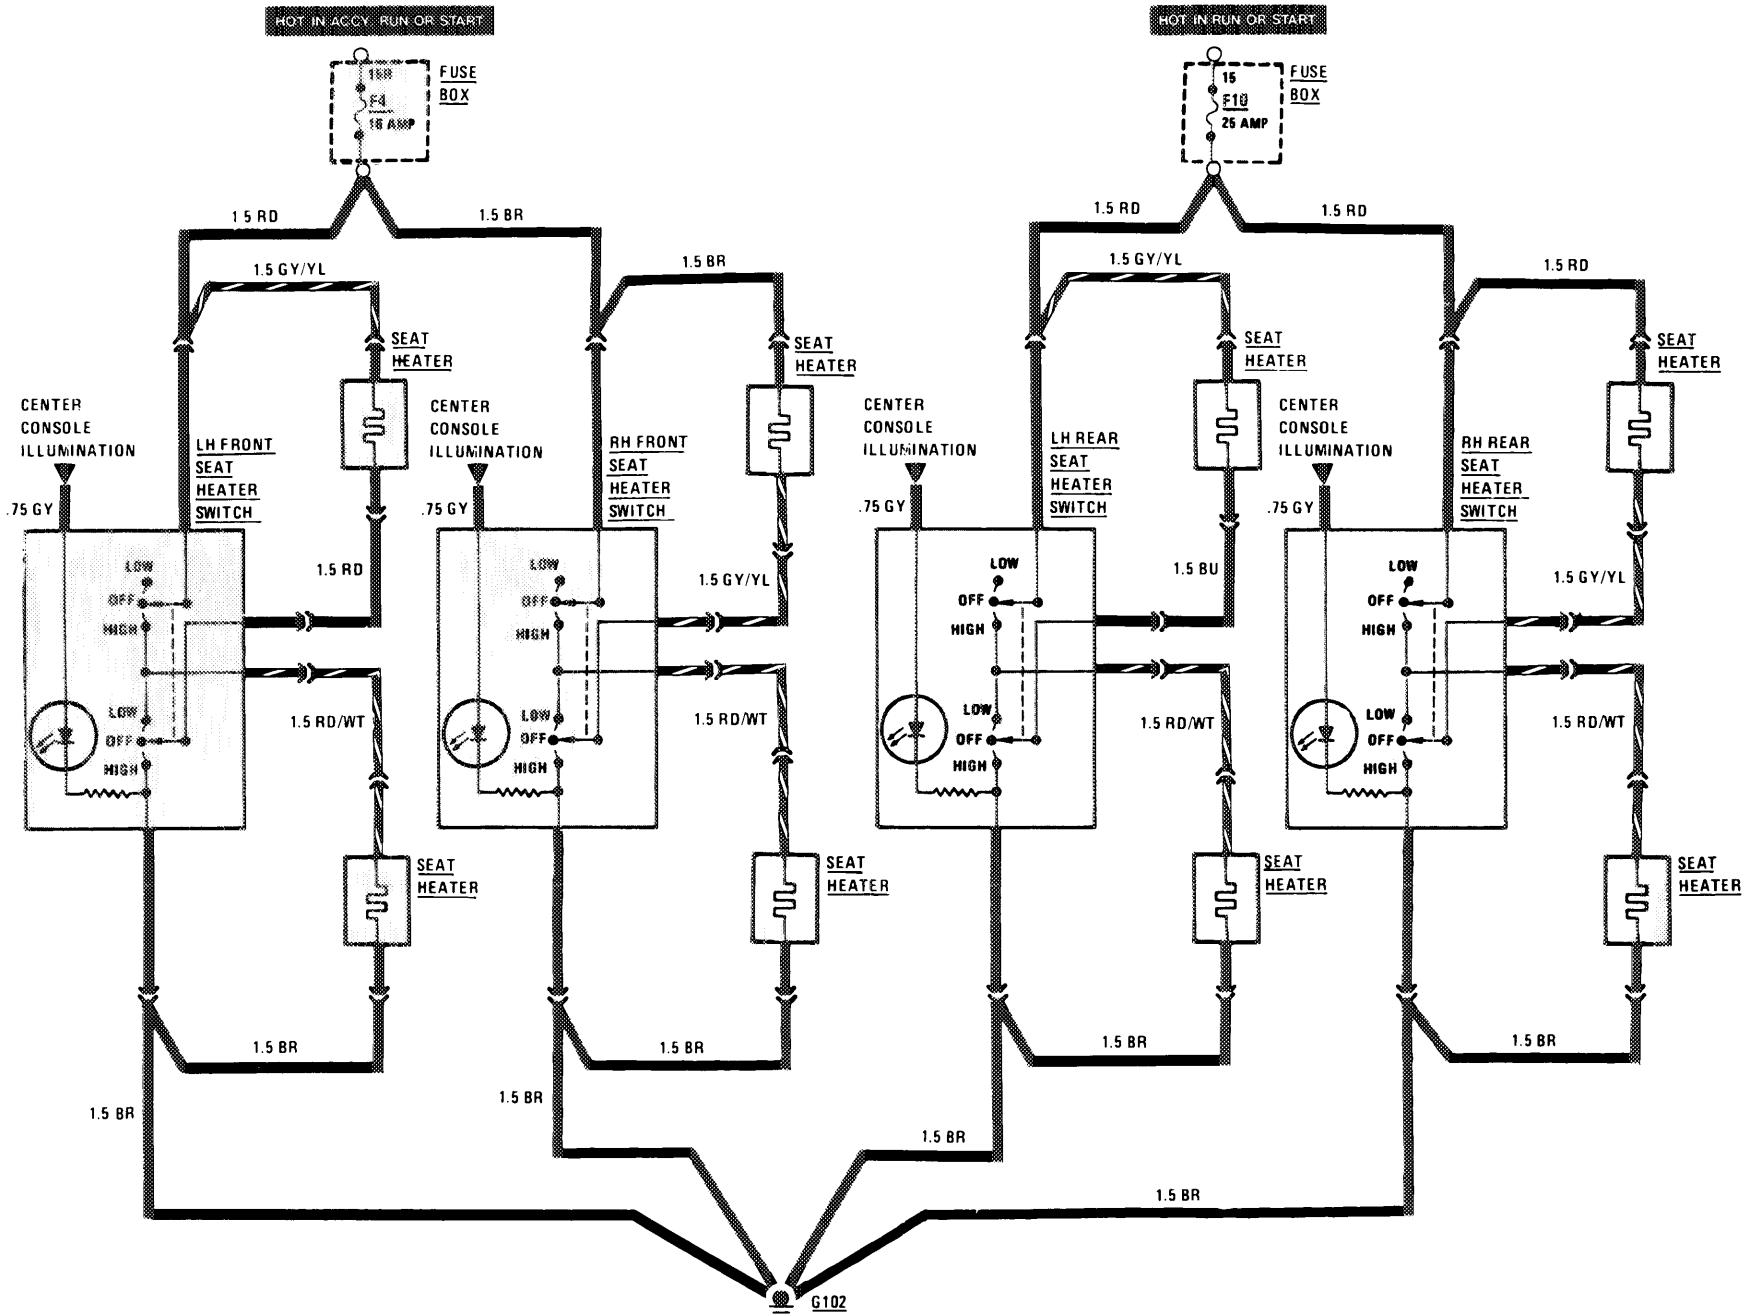 HOT IN ACCY RUN OR START
HOT IN RUN OR START
FUSE
BOX
15R
F4
16 AMP
FUSE
BOX
15
F10
25 AMP
1 5 RD
1.5 BR
1.5 RD
1.5 RD
1.5 GY/YL
1.5 BR
1.5 GY/YL
1.5 RD
SEAT
HEATER
SEAT
HEATER
SEAT
HEATER
SEAT
HEATER
CENTER
CONSOLE
ILLUMINATION
LH FRONT
SEAT
HEATER
SWITCH
CENTER
CONSOLE
ILLUMINATION
RH FRONT
SEAT
HEATER
SWITCH
CENTER
CONSOLE
ILLUMINATION
LH REAR
SEAT
HEATER
SWITCH
CENTER
CONSOLE
ILLUMINATION
RH REAR
SEAT
HEATER
SWITCH
.75 GY
.75 GY
.75 GY
.75 GY
LOW
OFF
HIGH
LOW
OFF
HIGH
1.5 RD
1.5 RD/WT
LOW
OFF
HIGH
LOW
OFF
HIGH
1.5 GY/YL
1.5 RD/WT
LOW
OFF
HIGH
LOW
OFF
HIGH
1.5 BU
1.5 RD/WT
LOW
OFF
HIGH
LOW
OFF
HIGH
1.5 GY/YL
1.5 RD/WT
SEAT
HEATER
SEAT
HEATER
SEAT
HEATER
SEAT
HEATER
1.5 BR
1.5 BR
1.5 BR
1.5 BR
1.5 BR
1.5 BR
1.5 BR
1.5 BR
G102